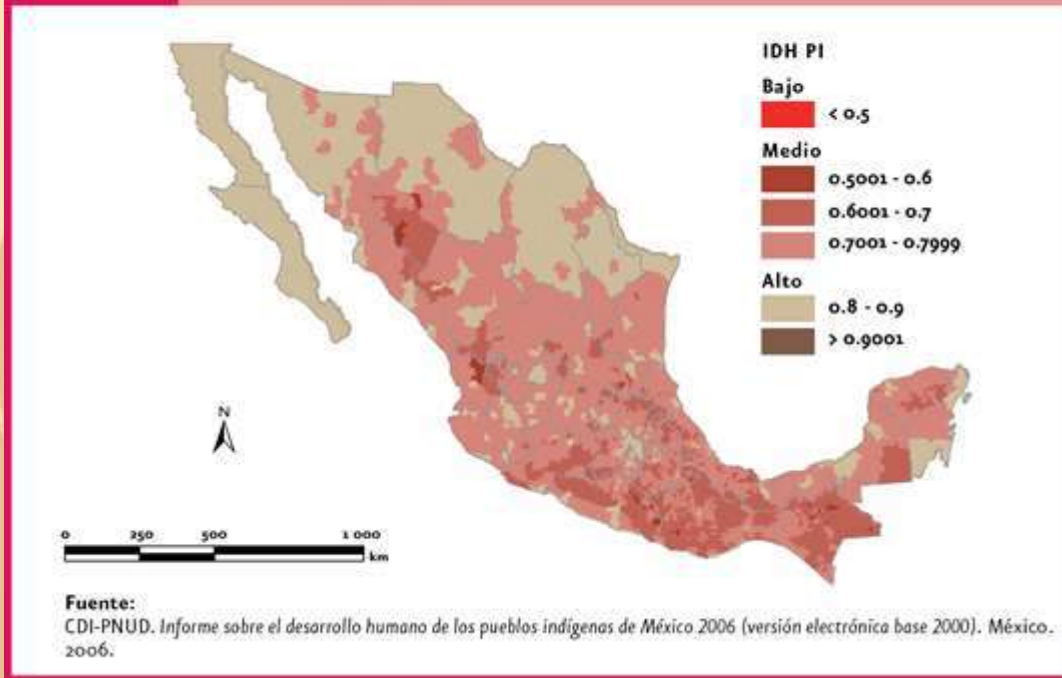 IDH PI
Bajo
< 0.5
Medio
0.5001 - 0.6
0.6001 - 0.7
0.7001 - 0.7999
Alto
0.8 - 0.9
> 0.9001
N
0 250 500 1 000
km
Fuente:
CDI-PNUD. Informe sobre el desarrollo humano de los pueblos indígenas de México 2006 (versión electrónica base 2000). México.
2006.